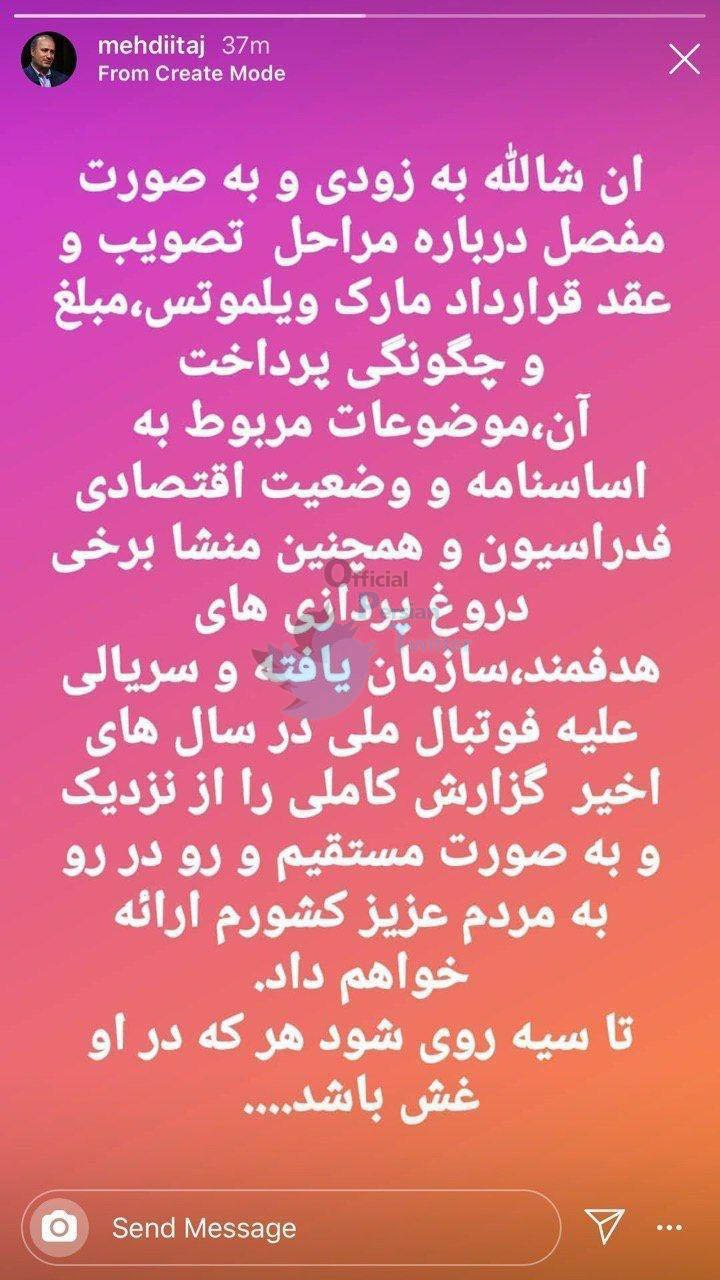 mehdiitaj 37m
From Create Mode
ان شالله به زودی و به صورت
مفصل درباره مراحل تصویب و
عقد قرارداد مارک ویلموتس،مبلغ
و چگونگی پرداخت
آن،موضوعات مربوط به
اساسنامه و وضعیت اقتصادی
فدراسیون و همچنین منشا برخی
Official
دروغ پردازی های
Persian
هدفمند،سازمان یافته و سریالی
علیه فوتبال ملی در سال های
اخیر گزارش کاملی را از نزدیک
و به صورت مستقیم و رو در رو
به مردم عزیز کشورم ارائه
خواهم داد.
تا سیه روی شود هر که در او
غش باشد....
Send Message